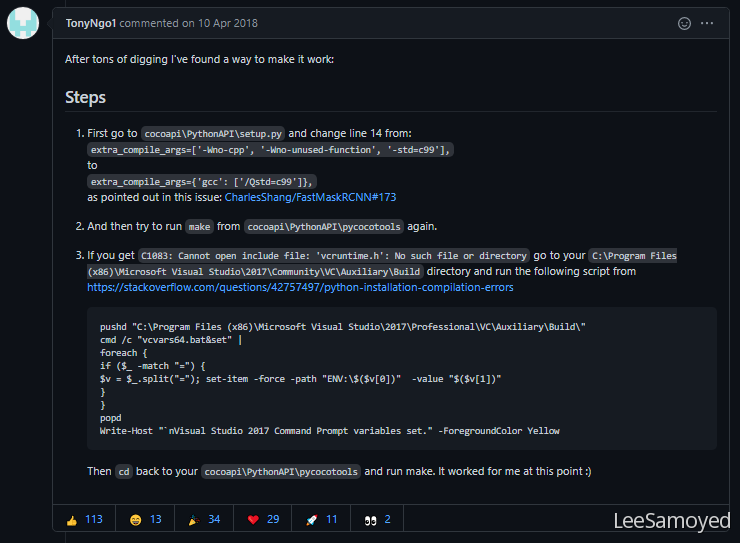 TonyNgo1 commented on 10 Apr 2018
After tons of digging I've found a way to make it work:
Steps
1. First go to cocoapi\PythonAPI\setup.py and change line 14 from:
extra_compile_args=['-Wno-cpp', '-Wno-unused-function', '-std=c99'],
to
extra_compile_args={'gcc': ['/Qstd=c99']},
as pointed out in this issue: CharlesShang/FastMaskRCNN#173
2. And then try to run make from cocoapi\PythonAPI\pycocotools again.
3. If you get C1083: Cannot open include file: 'vcruntime.h': No such file or directory go to your C:\Program Files
(x86)\Microsoft Visual Studio\2017\Community\VC\Auxiliary\Build directory and run the following script from
https://stackoverflow.com/questions/42757497/python-installation-compilation-errors
pushd "C:\Program Files (x86)\Microsoft Visual Studio\2017\Professional\VC\Auxiliary\Build\"
cmd /c "vcvars64.bat&set" |
foreach {
if ($_ -match "=") {
$v = $_.split("="); set-item -force -path "ENV:\$($v[0])"  -value "$($v[1])"
}
}
popd
Write-Host "`nVisual Studio 2017 Command Prompt variables set." -ForegroundColor Yellow
Then cd back to your cocoapi\PythonAPI\pycocotools and run make. It worked for me at this point :)
113 13 34 29 11 2
LeeSamoyed